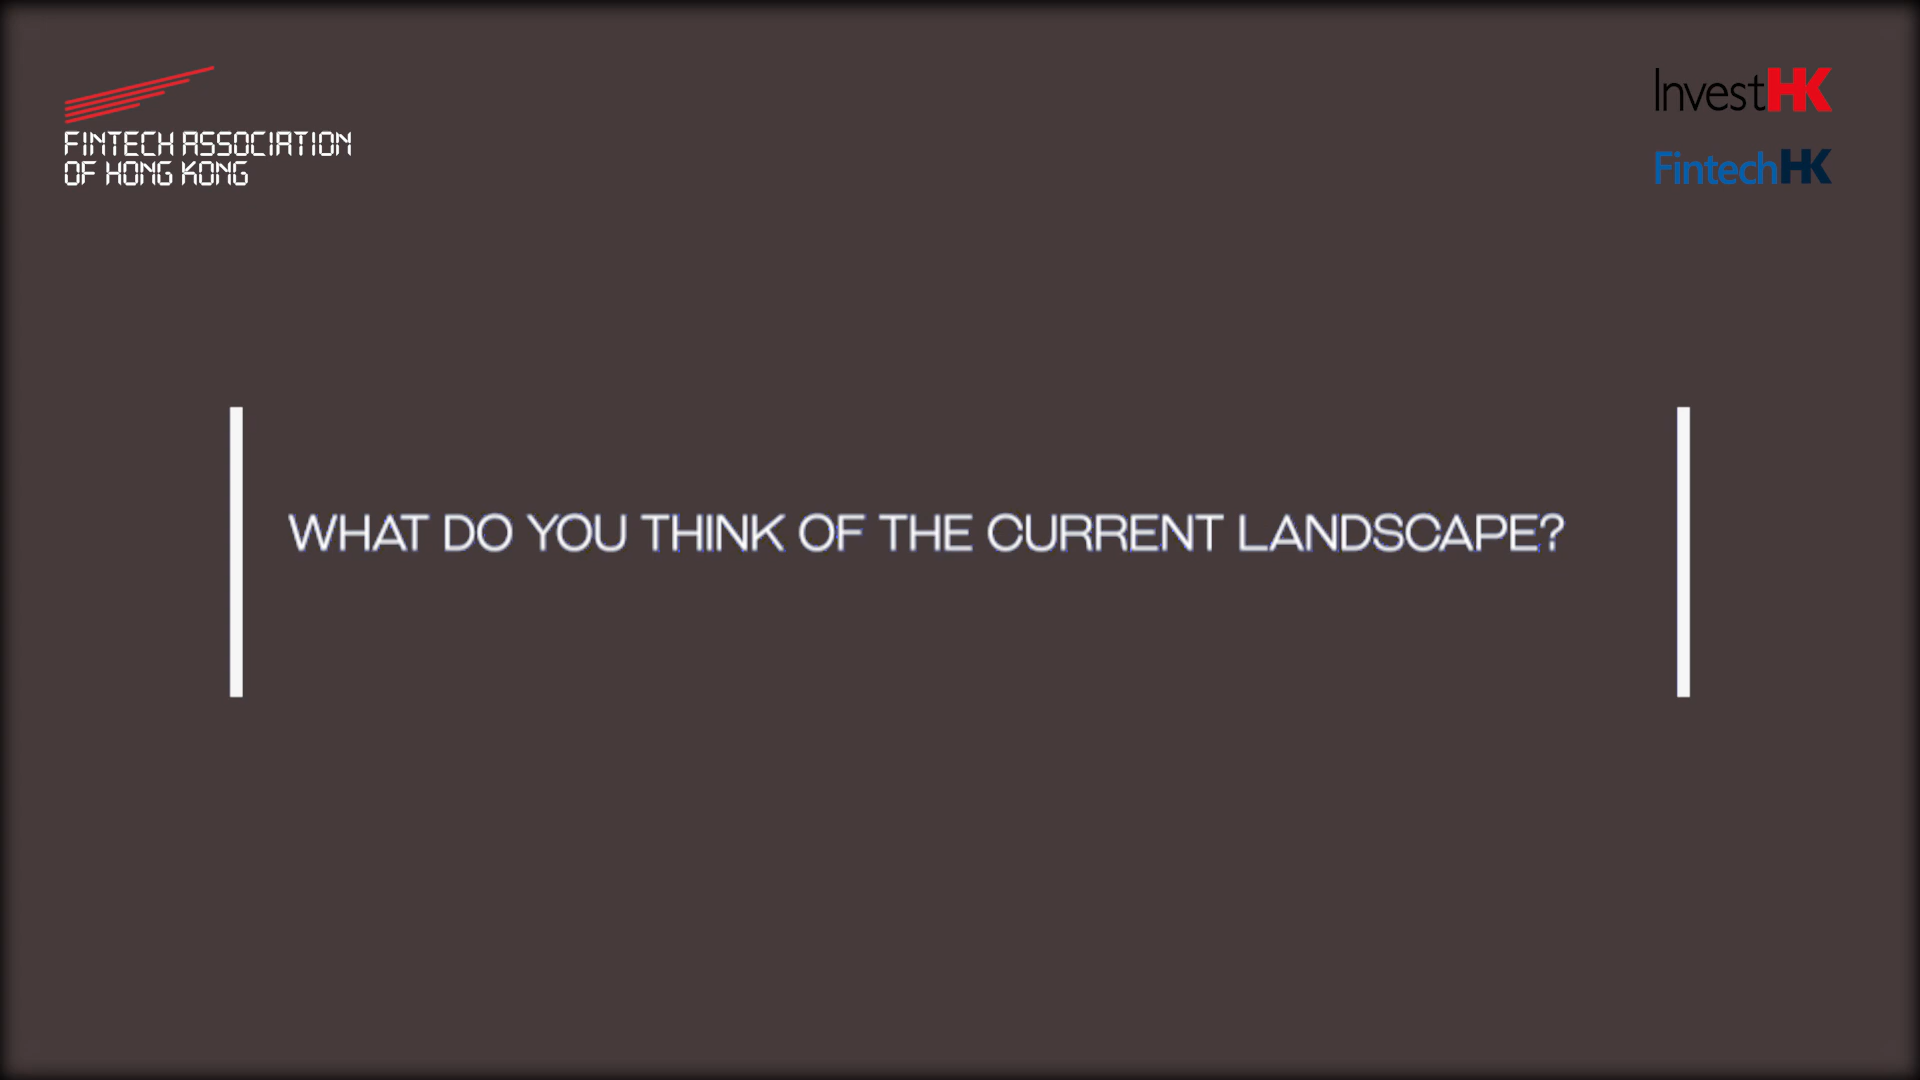 FINTECH ASSOCIATION
OF HONG KONG
InvestHK
FintechHK
WHAT DO YOU THINK OF THE CURRENT LANDSCAPE?